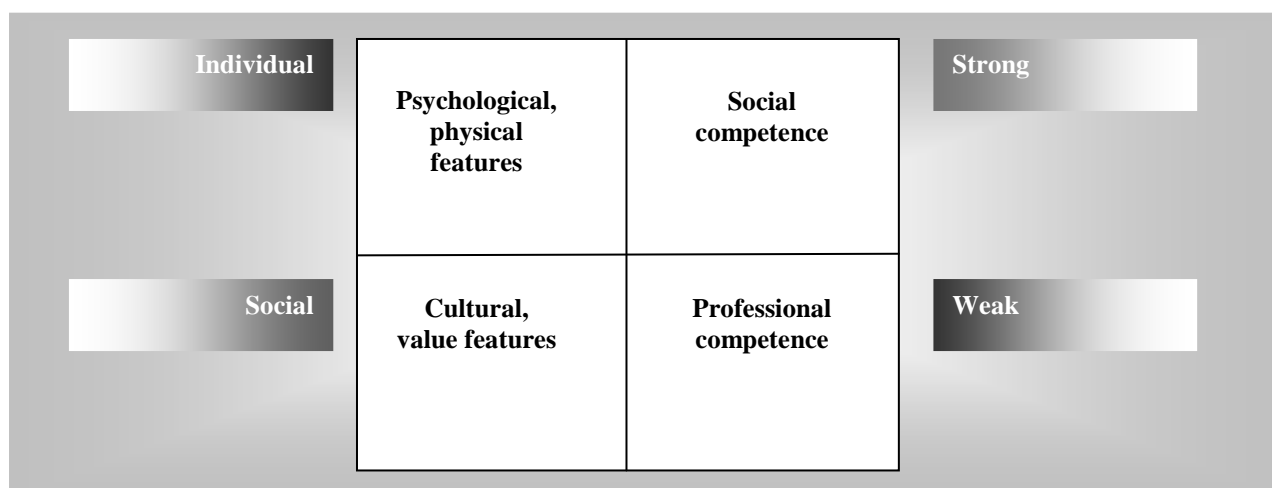 Individual
Psychological,
physical
features
Social
competence
Strong
Social
Cultural,
value features
Professional
competence
Weak